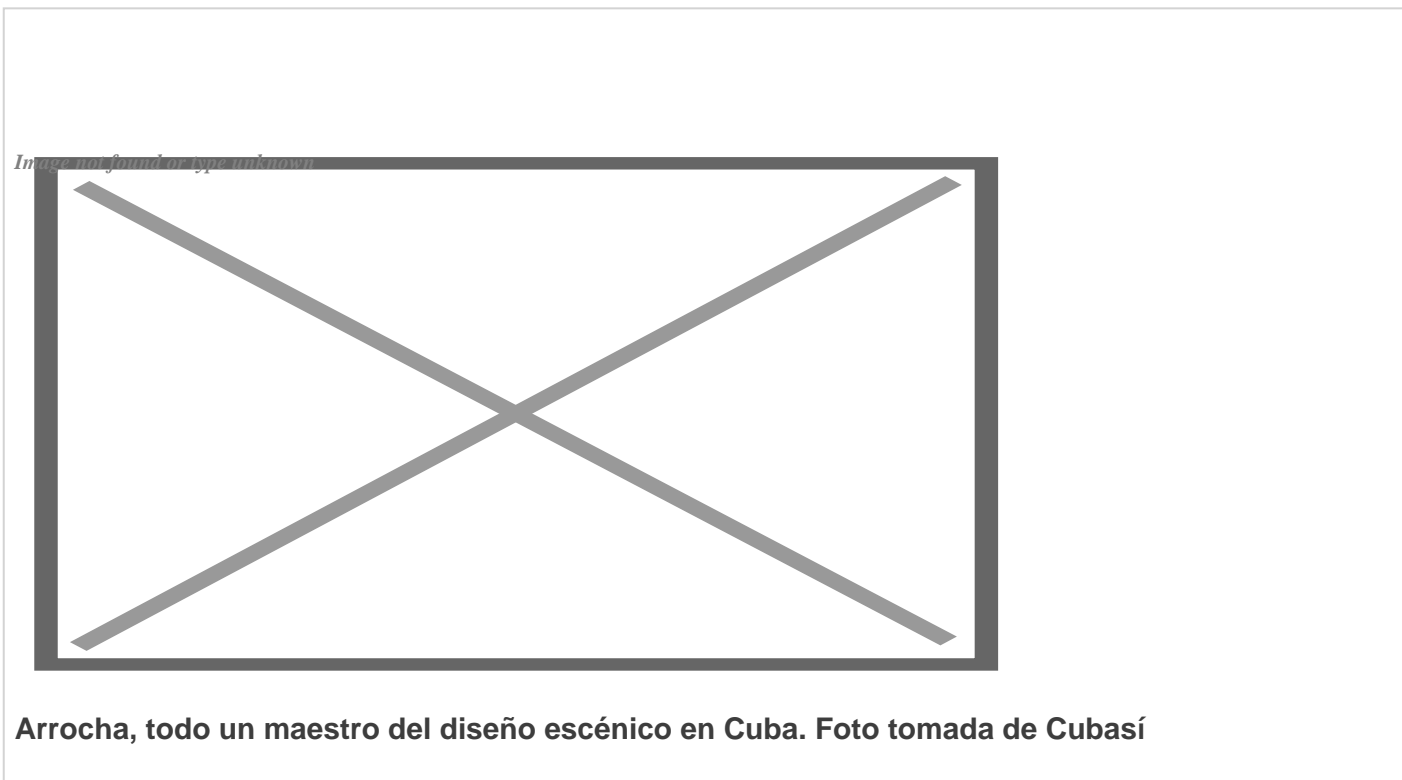 Image not found or type unknown
Arrocha, todo un maestro del diseño escénico en Cuba. Foto tomada de Cubasí